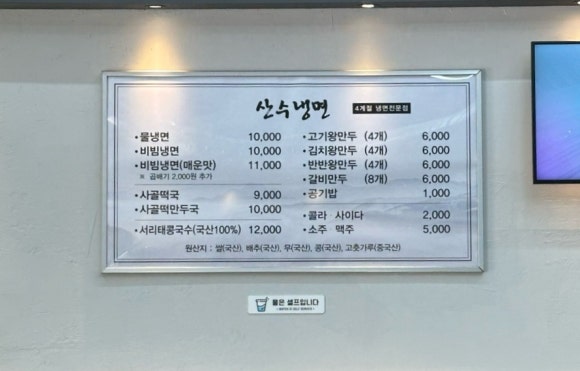 산수냉면 4계절 냉면전문점
•물냉면 10,000
•비빔냉면 10,000
•비빔냉면(매운맛) 11,000
※ 곱배기 2,000원 추가
•사골떡국 9,000
•사골떡만두국 10,000
•서리태콩국수(국산100%) 12,000
•고기왕만두 (4개) 6,000
•김치왕만두 (4개) 6,000
•반반왕만두 (4개) 6,000
•갈비만두 (8개) 6,000
•공기밥 1,000
•콜라·사이다 2,000
•소주·맥주 5,000
원산지 : 쌀(국산), 배추(국산), 무(국산), 콩(국산), 고춧가루(중국산)
물은 셀프입니다